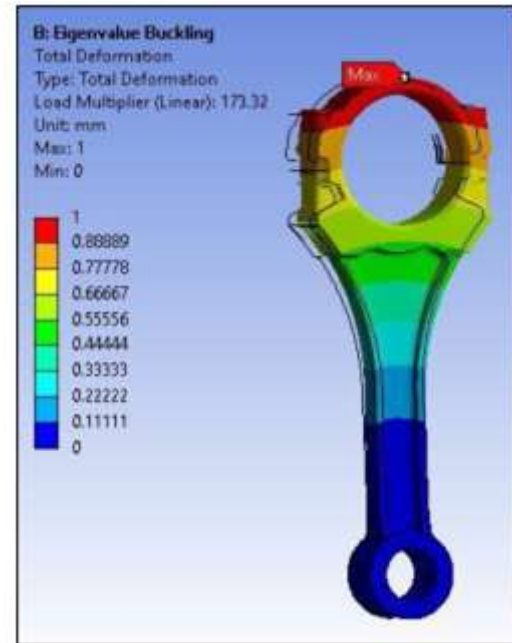 B: Eigenvalue Buckling
Total Deformation
Type: Total Deformation
Load Multiplier (Linear): 173.32
Unit: mm
Max: 1
Min: 0
Max
1
0.88889
0.77778
0.66667
0.55556
0.44444
0.33333
0.22222
0.11111
0